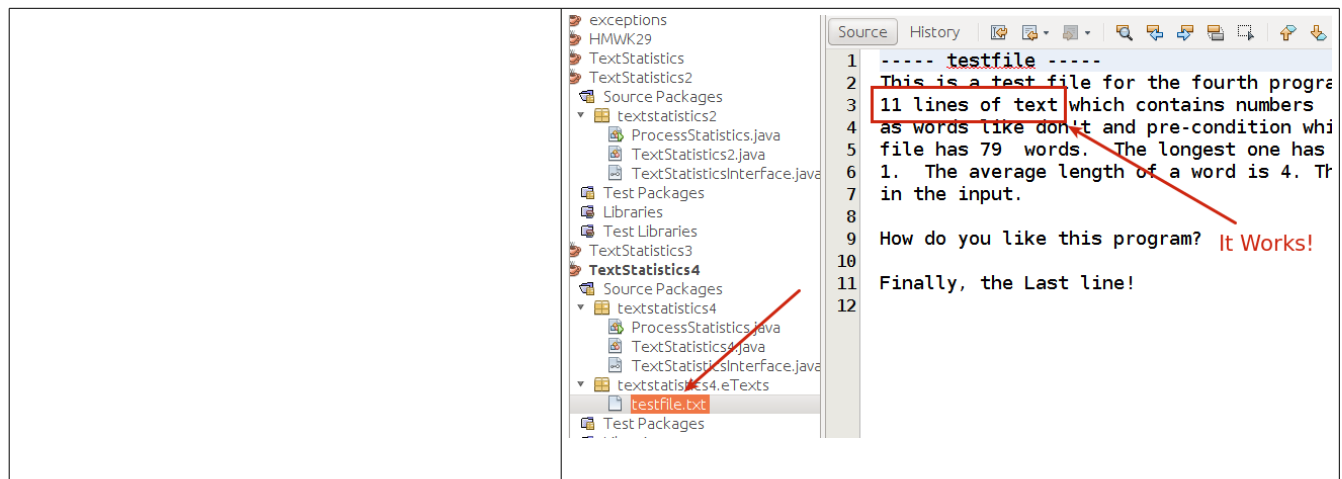 exceptions
HMWK29
TextStatistics
TextStatistics2
Source Packages
textstatistics2
ProcessStatistics.java
TextStatistics2.java
TextStatisticsInterface.java
Test Packages
Libraries
Test Libraries
TextStatistics3
TextStatistics4
Source Packages
textstatistics4
ProcessStatistics.java
TextStatistics4.java
TextStatisticsInterface.java
textstatistics4.eTexts
testfile.txt
Test Packages
Source History
1 ----- testfile -----
2 This is a test file for the fourth progra
3 11 lines of text which contains numbers
4 as words like don't and pre-condition whi
5 file has 79 words. The longest one has
6 1. The average length of a word is 4. Th
7 in the input.
8
9 How do you like this program?
It Works!
10
11 Finally, the Last line!
12